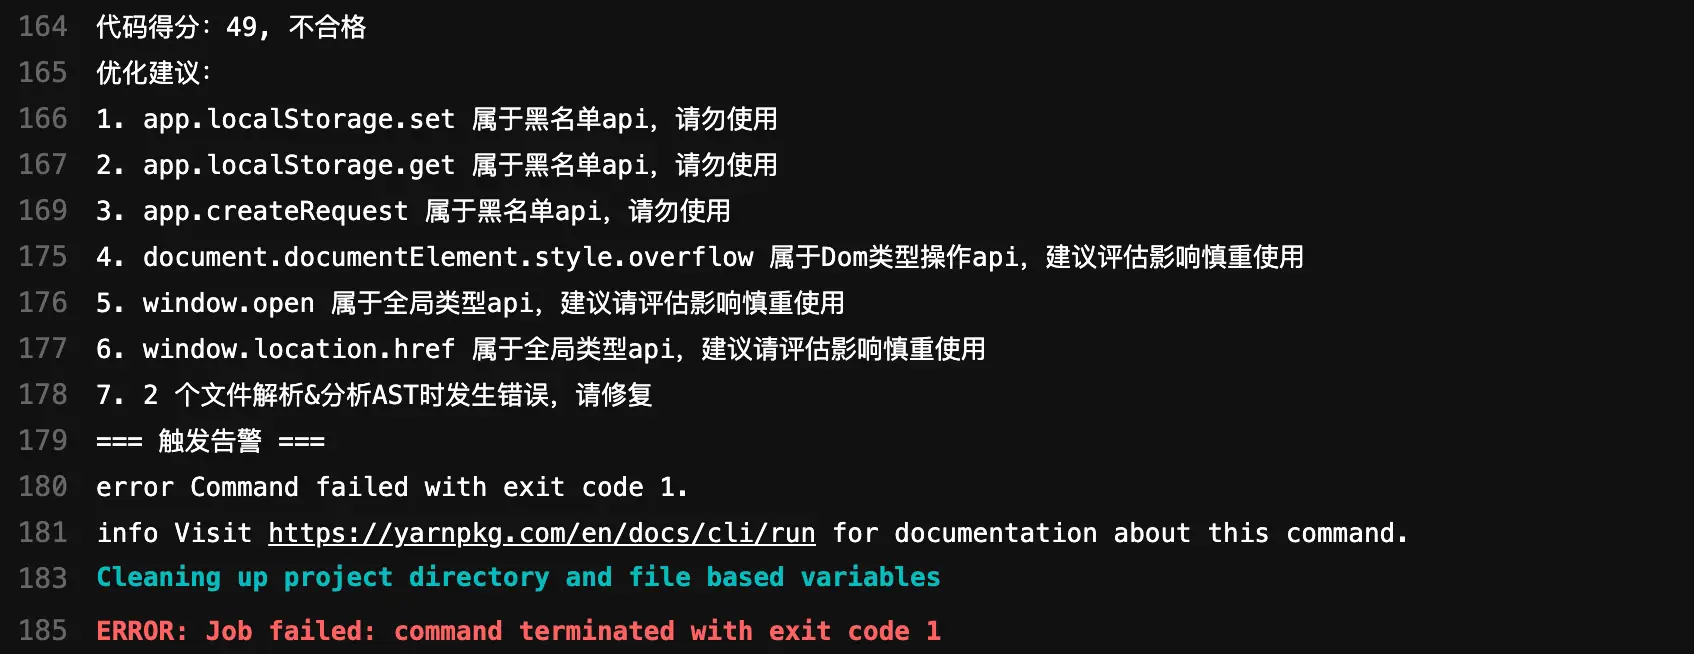 164 代码得分：49, 不合格
165 优化建议：
166 1. app.localStorage.set 属于黑名单api，请勿使用
167 2. app.localStorage.get 属于黑名单api，请勿使用
169 3. app.createRequest 属于黑名单api，请勿使用
175 4. document.documentElement.style.overflow 属于Dom类型操作api，建议评估影响慎重使用
176 5. window.open 属于全局类型api，建议请评估影响慎重使用
177 6. window.location.href 属于全局类型api，建议请评估影响慎重使用
178 7. 2 个文件解析&分析AST时发生错误，请修复
179 === 触发告警 ===
180 error Command failed with exit code 1.
181 info Visit https://yarnpkg.com/en/docs/cli/run for documentation about this command.
183 Cleaning up project directory and file based variables
185 ERROR: Job failed: command terminated with exit code 1